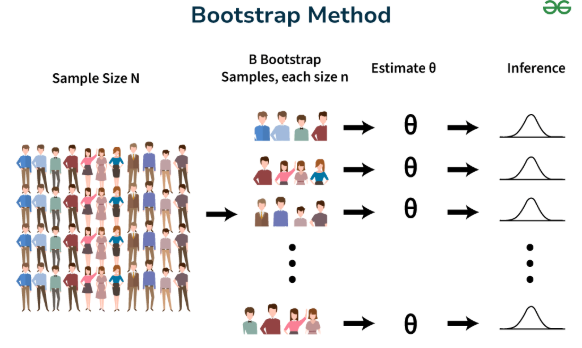 Bootstrap Method
Sample Size N
B Bootstrap
Samples, each size n
Estimate θ
Inference
θ
θ
θ
θ